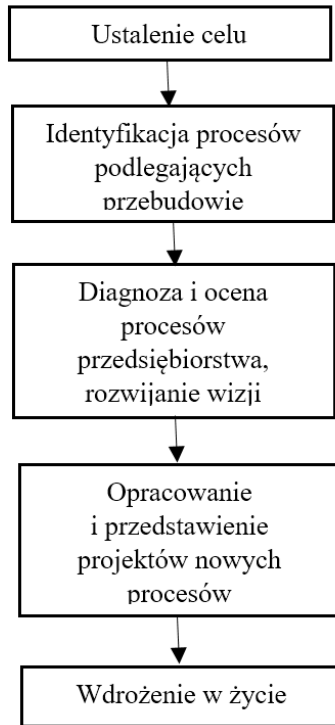 Ustalenie celu
Identyfikacja procesów
podlegających
przebudowie
Diagnoza i ocena
procesów
przedsiębiorstwa,
rozwijanie wizji
Opracowanie
i przedstawienie
projektów nowych
procesów
Wdrożenie w życie